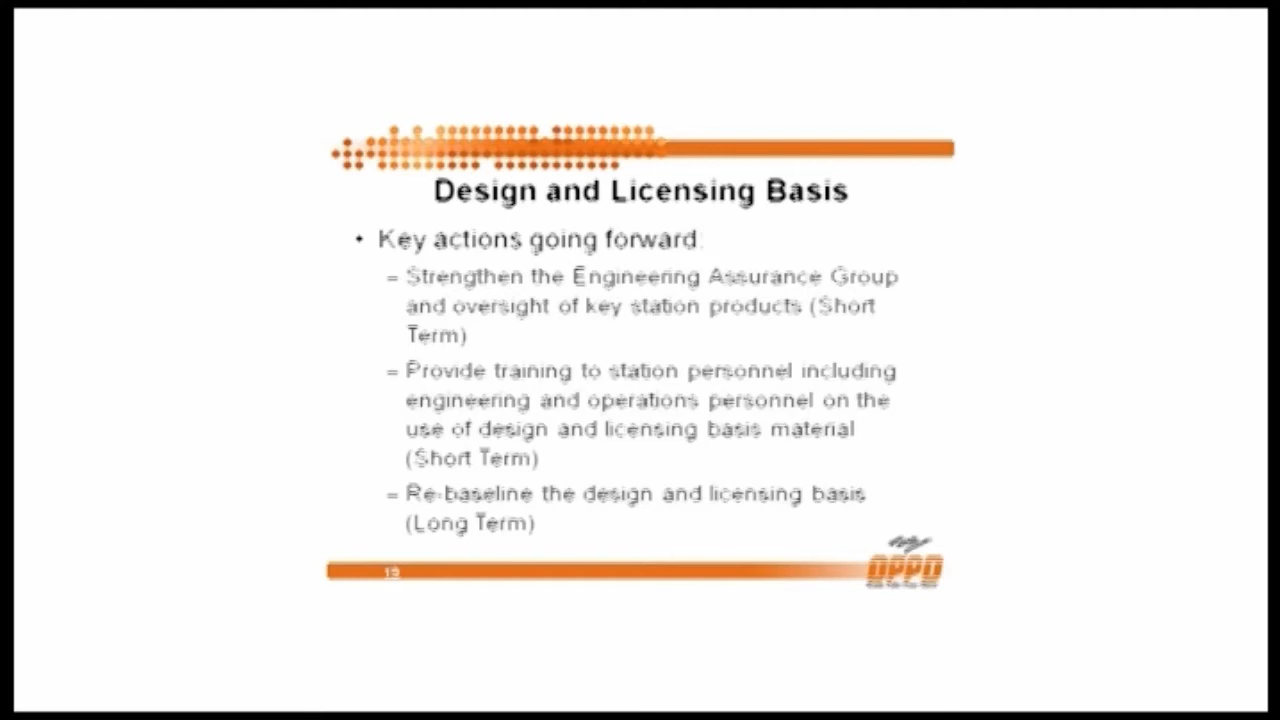 Design and Licensing Basis
• Key actions going forward:
– Strengthen the Engineering Assurance Group
and oversight of key station products (Short
Term)
– Provide training to station personnel including
engineering and operations personnel on the
use of design and licensing basis material
(Short Term)
– Re-baseline the design and licensing basis
(Long Term)
19
OPPD